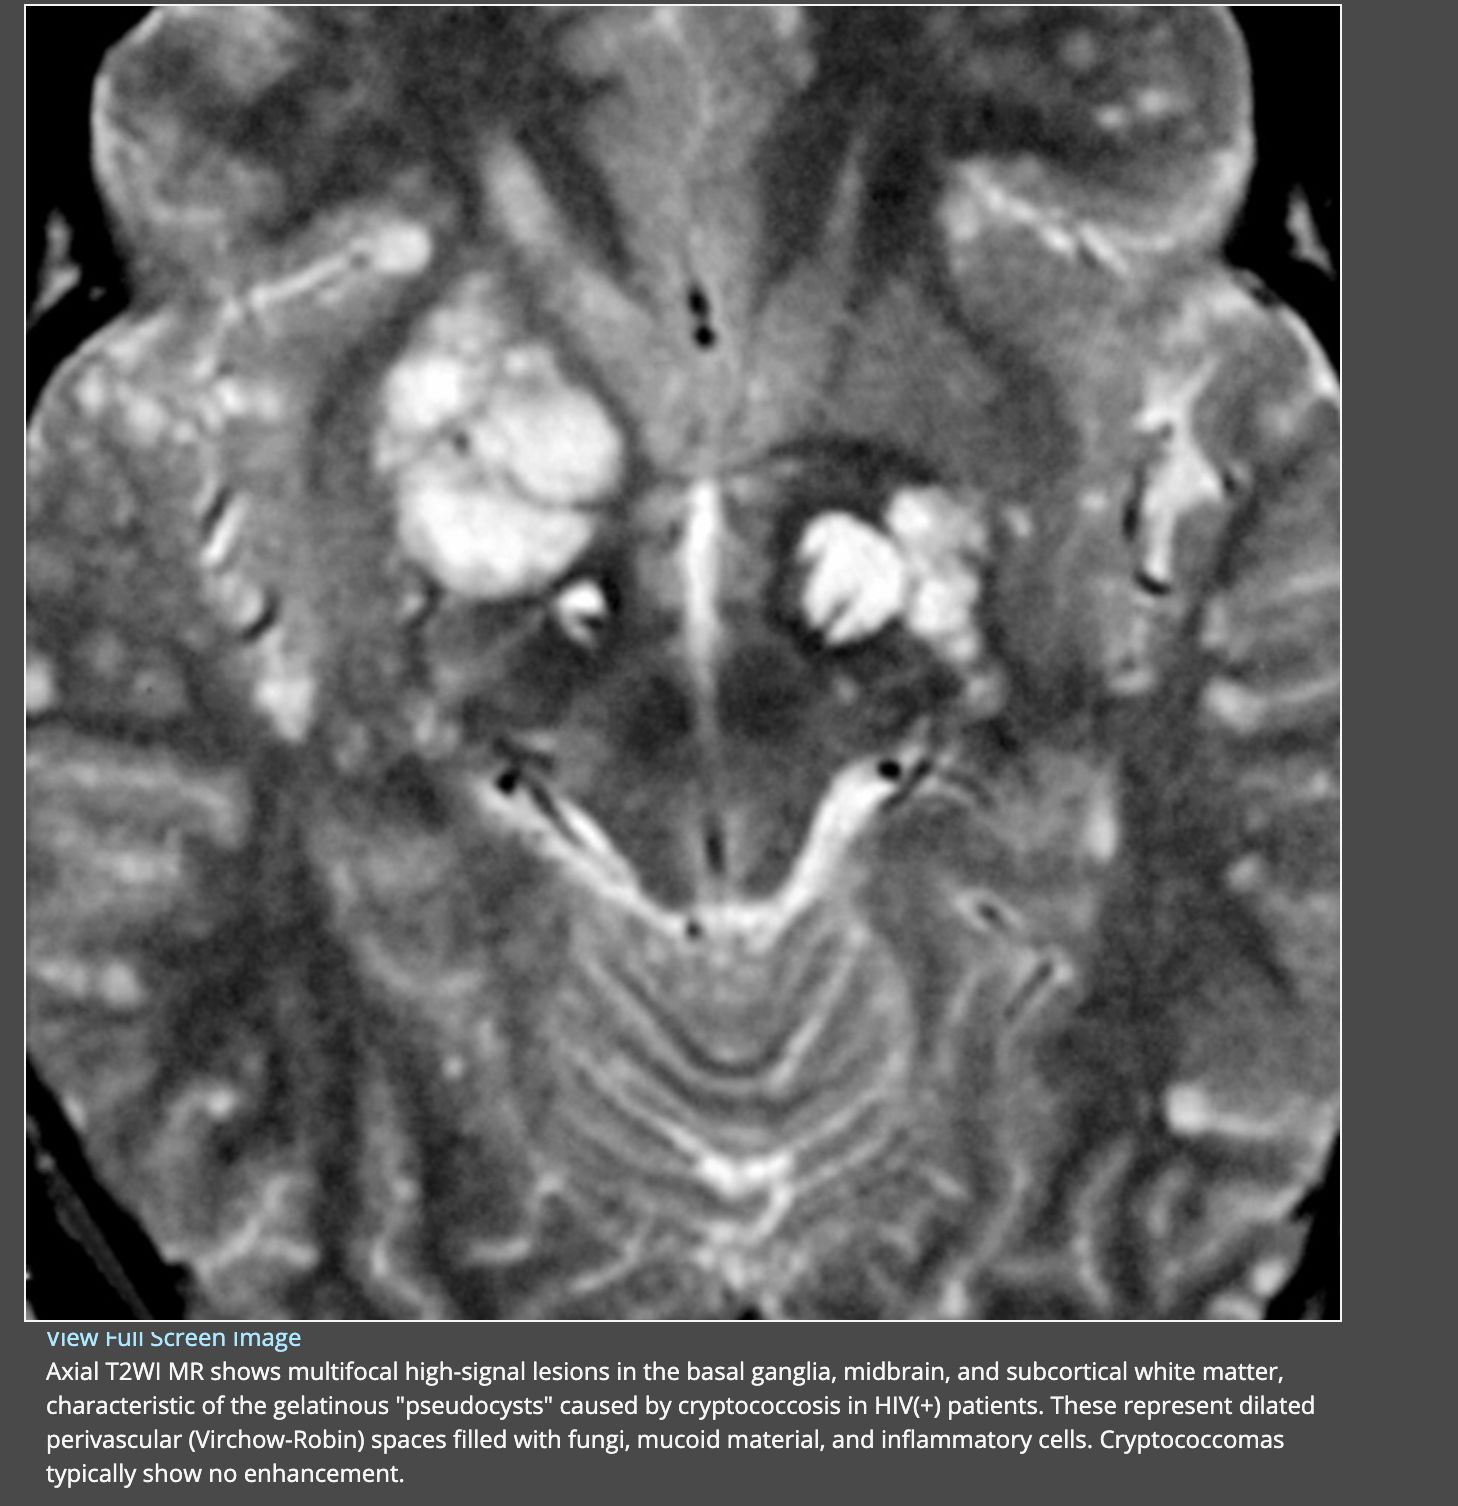 View Full Screen Image
Axial T2WI MR shows multifocal high-signal lesions in the basal ganglia, midbrain, and subcortical white matter,
characteristic of the gelatinous "pseudocysts" caused by cryptococcosis in HIV(+) patients. These represent dilated
perivascular (Virchow-Robin) spaces filled with fungi, mucoid material, and inflammatory cells. Cryptococcomas
typically show no enhancement.